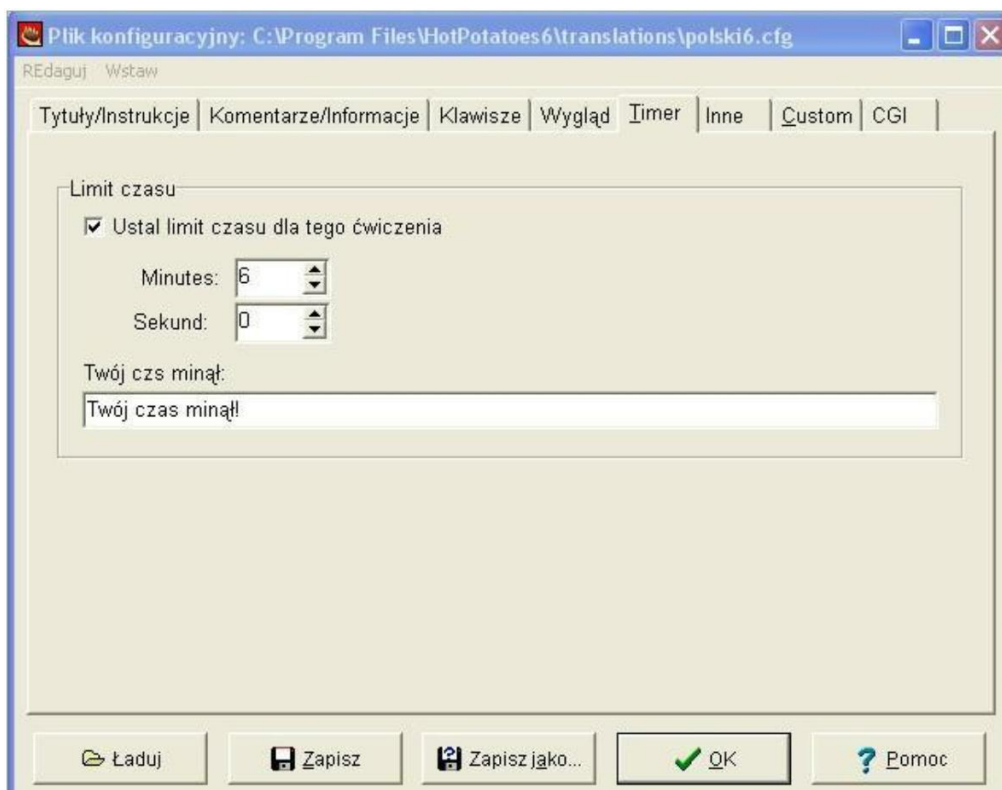 Plik konfiguracyjny: C:\Program Files\HotPotatoes6\translations\polski6.cfg
REdaguj Wstaw
Tytuły/Instrukcje Komentarze/Informacje Klawisze Wygląd Timer Inne Custom CGI
Limit czasu
Ustal limit czasu dla tego ćwiczenia
Minutes: 6
Sekund: 0
Twój czs minął:
Twój czas minął!
Ładuj Zapisz Zapisz jako... OK Pomoc